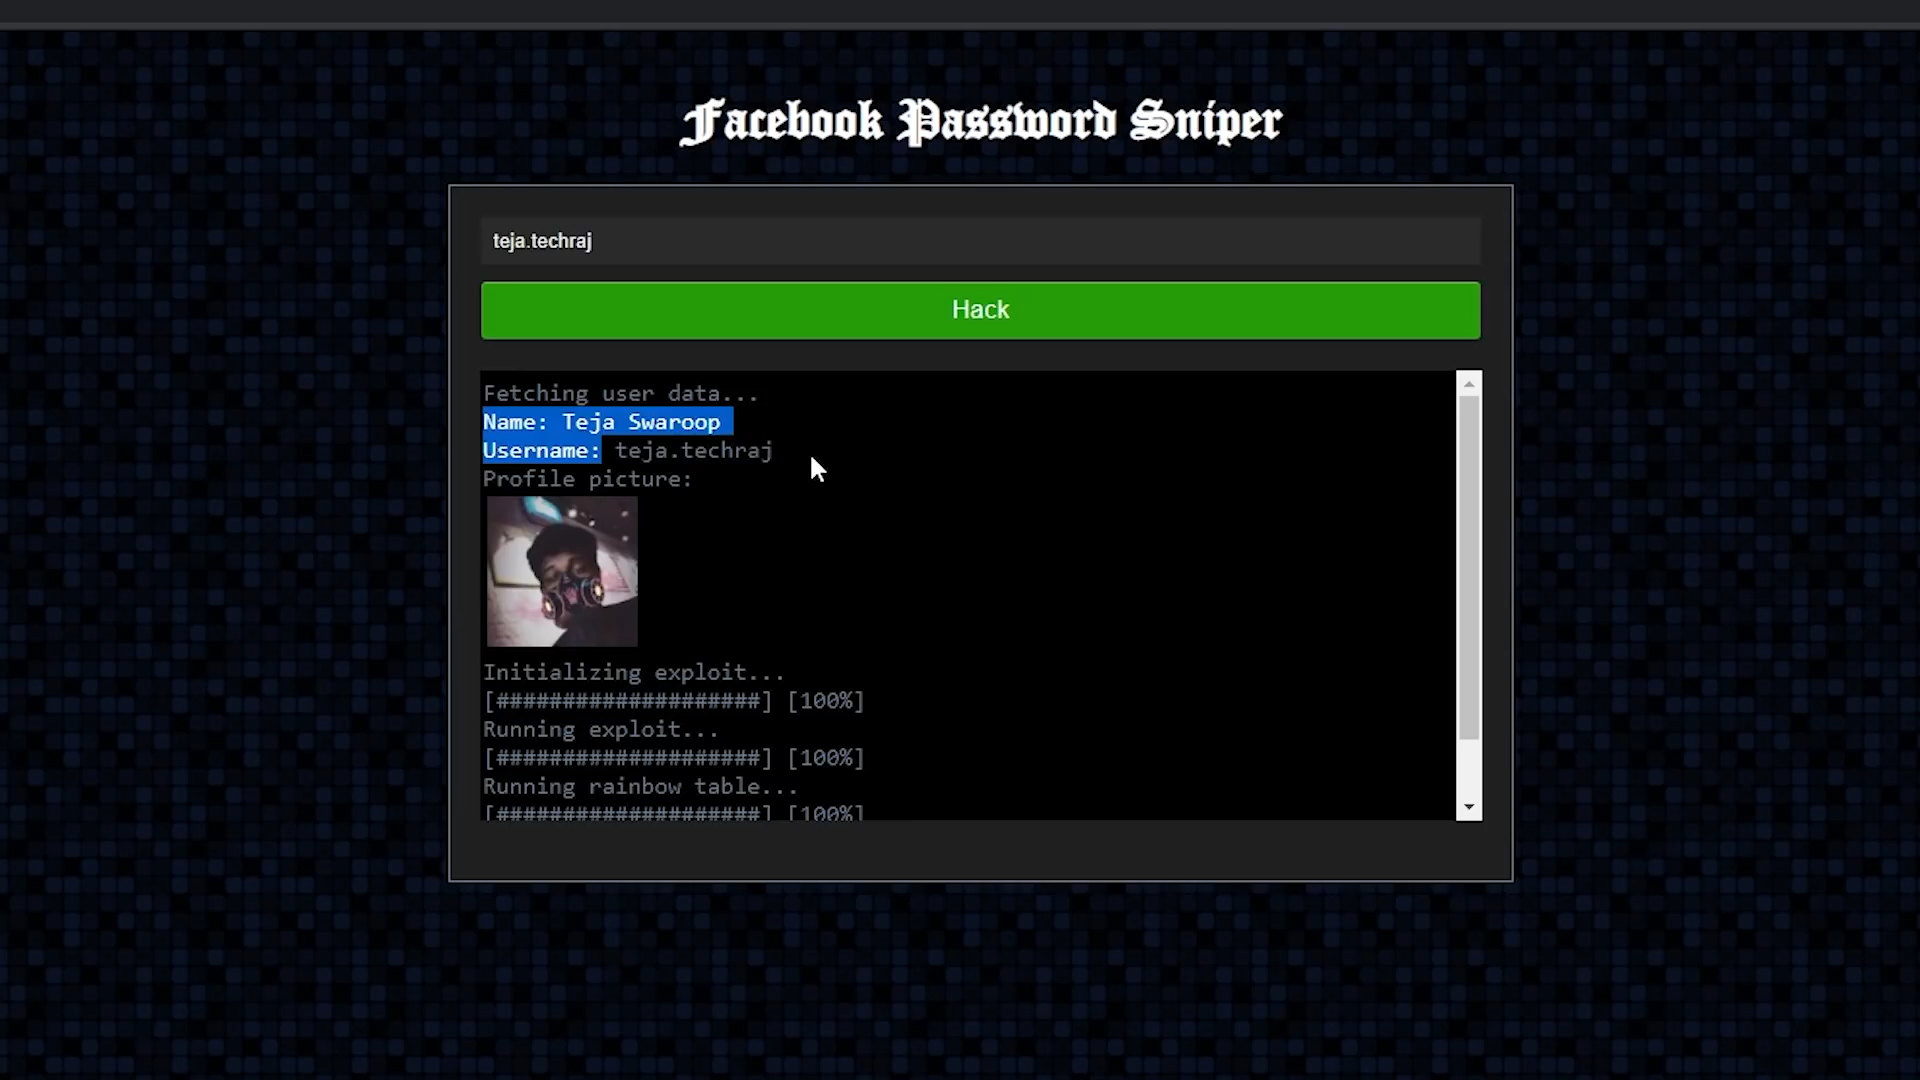 Facebook Password Sniper
teja.techraj
Hack
Fetching user data...
Name: Teja Swaroop
Username: teja.techraj
Profile picture:
Initializing exploit...
[####################] [100%]
Running exploit...
[####################] [100%]
Running rainbow table...
[####################] [100%]